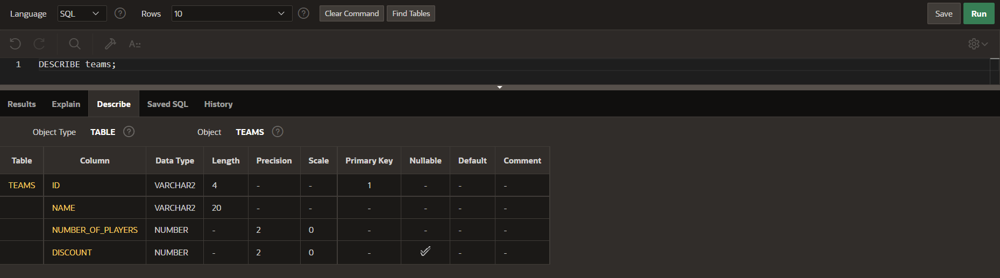 Language SQL Rows 10 Clear Command Find Tables Save Run
A::
1 DESCRIBE teams;
Results Explain Describe Saved SQL History
Object Type TABLE Object TEAMS
Table Column Data Type Length Precision Scale Primary Key Nullable Default Comment
TEAMS ID VARCHAR2 4 - - 1 - - -
NAME VARCHAR2 20 - - - - - -
NUMBER_OF_PLAYERS NUMBER - 2 0 - - - -
DISCOUNT NUMBER - 2 0 - - -